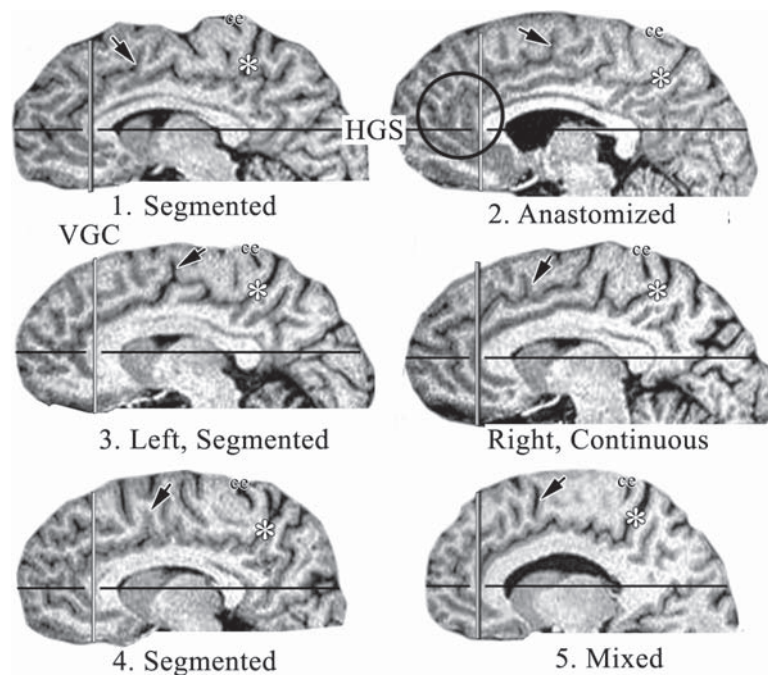 ce
*
ce
*
HGS
1. Segmented
2. Anastomized
VGC
ce
*
ce
*
3. Left, Segmented
Right, Continuous
ce
*
ce
*
4. Segmented
5. Mixed